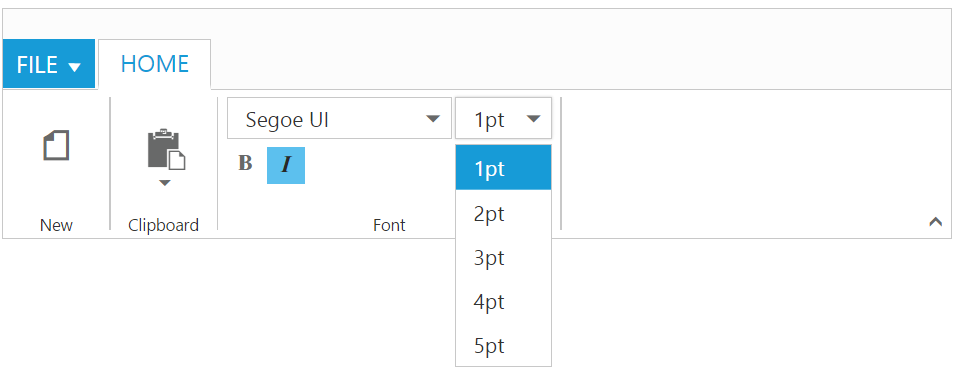 FILE HOME
Segoe UI 1pt
B I
1pt
2pt
3pt
4pt
5pt
New Clipboard Font